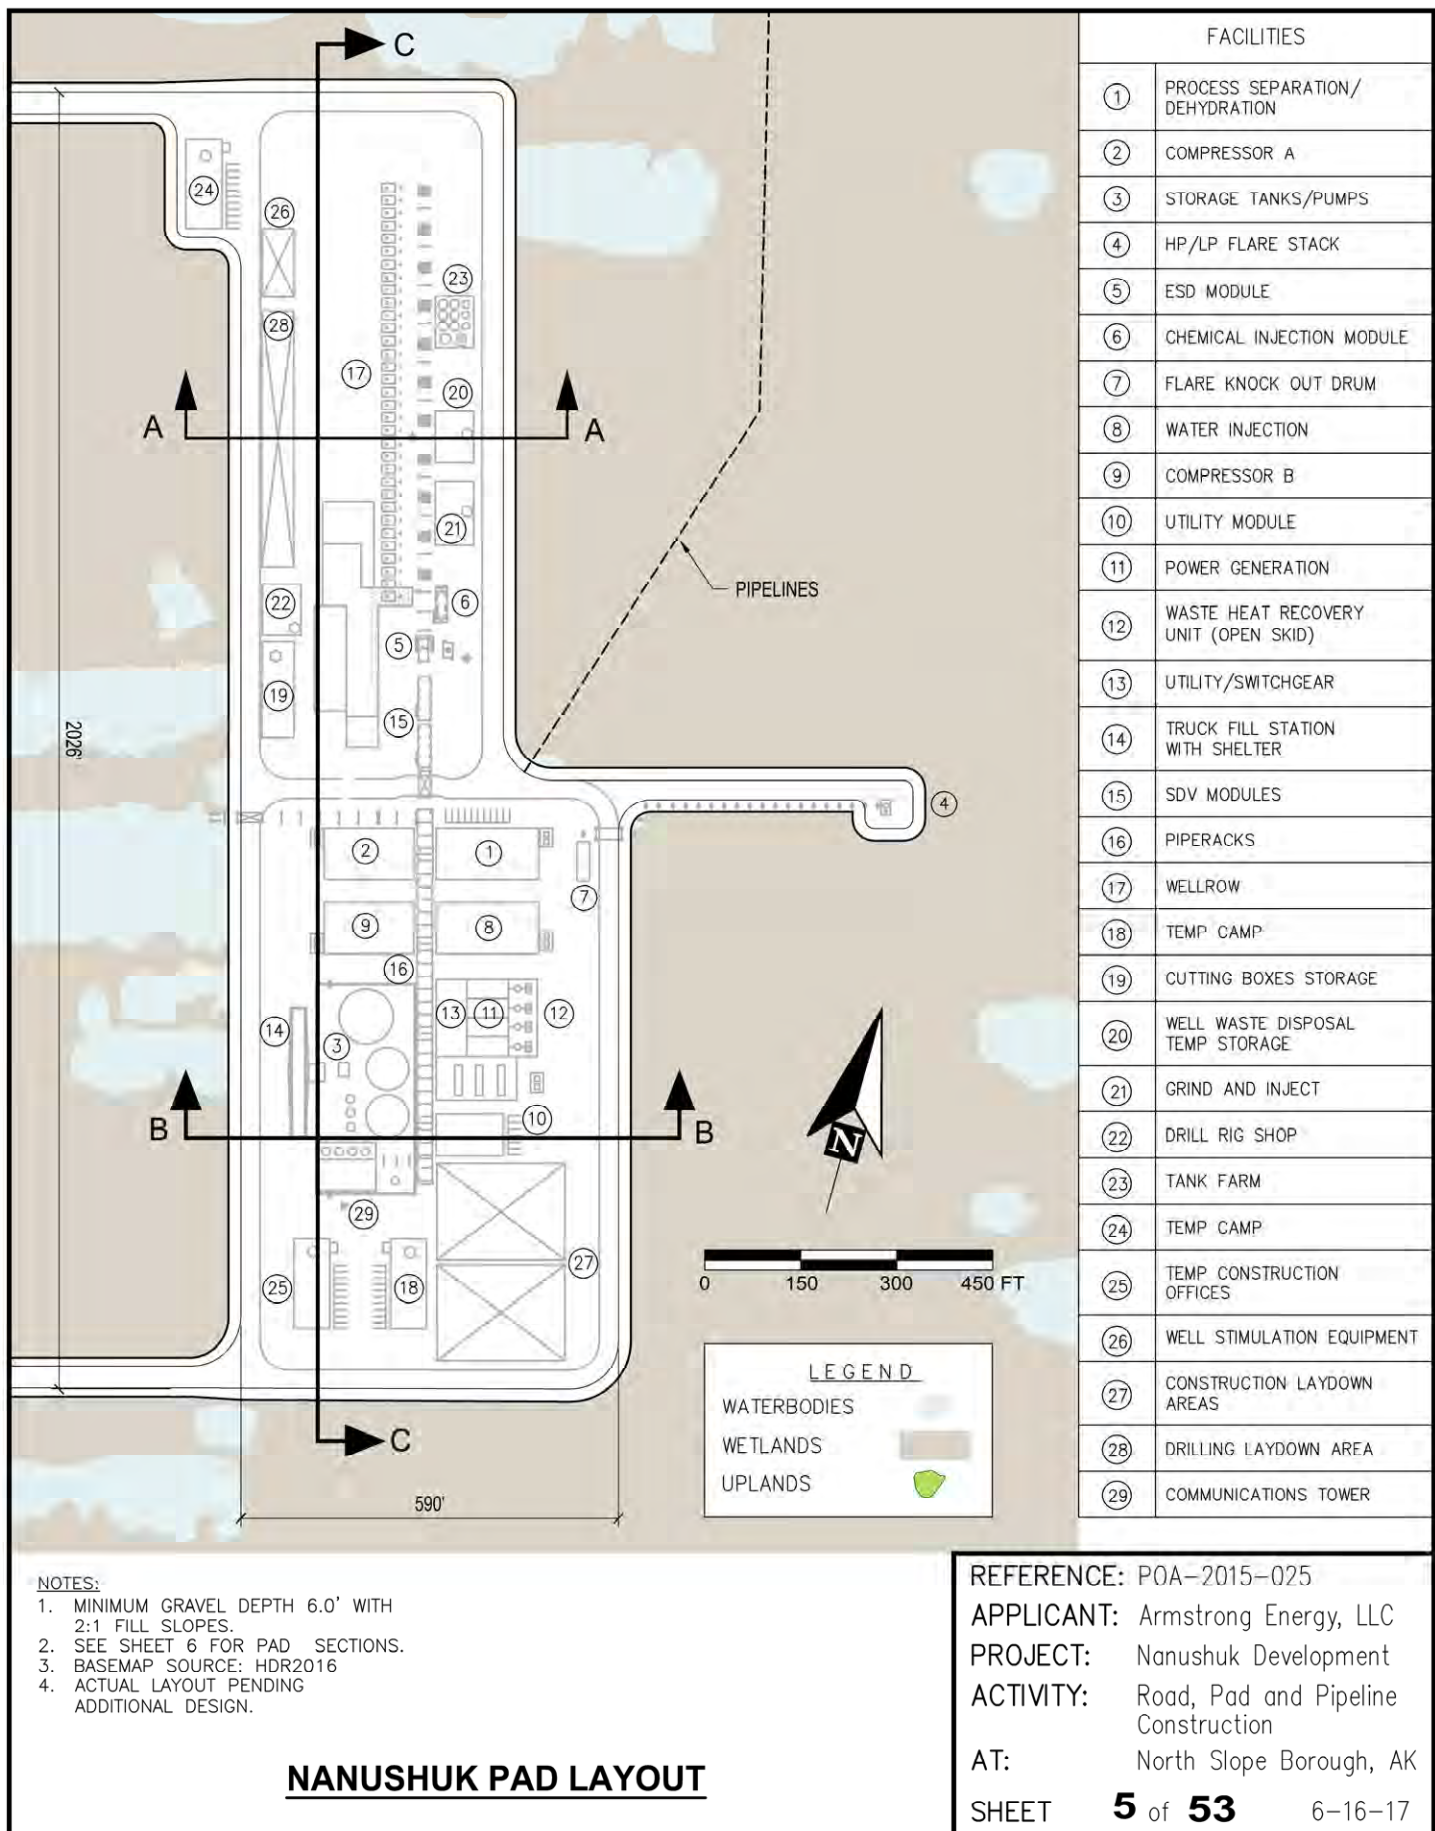 C
24
26
23
28
17
20
A
A
21
PIPELINES
22
6
5
19
15
2026'
4
2
1
7
9
8
16
14
13
11
12
3
B
10
B
N
29
27
0 150 300 450 FT
25
18
LEGEND
WATERBODIES
WETLANDS
UPLANDS
C
590'
FACILITIES
1 PROCESS SEPARATION/
DEHYDRATION
2 COMPRESSOR A
3 STORAGE TANKS/PUMPS
4 HP/LP FLARE STACK
5 ESD MODULE
6 CHEMICAL INJECTION MODULE
7 FLARE KNOCK OUT DRUM
8 WATER INJECTION
9 COMPRESSOR B
10 UTILITY MODULE
11 POWER GENERATION
12 WASTE HEAT RECOVERY
UNIT (OPEN SKID)
13 UTILITY/SWITCHGEAR
14 TRUCK FILL STATION
WITH SHELTER
15 SDV MODULES
16 PIPERACKS
17 WELLROW
18 TEMP CAMP
19 CUTTING BOXES STORAGE
20 WELL WASTE DISPOSAL
TEMP STORAGE
21 GRIND AND INJECT
22 DRILL RIG SHOP
23 TANK FARM
24 TEMP CAMP
25 TEMP CONSTRUCTION
OFFICES
26 WELL STIMULATION EQUIPMENT
27 CONSTRUCTION LAYDOWN
AREAS
28 DRILLING LAYDOWN AREA
29 COMMUNICATIONS TOWER
NOTES:
1. MINIMUM GRAVEL DEPTH 6.0' WITH
2:1 FILL SLOPES.
2. SEE SHEET 6 FOR PAD SECTIONS.
3. BASEMAP SOURCE: HDR2016
4. ACTUAL LAYOUT PENDING
ADDITIONAL DESIGN.
NANUSHUK PAD LAYOUT
REFERENCE: POA-2015-025
APPLICANT: Armstrong Energy, LLC
PROJECT: Nanushuk Development
ACTIVITY: Road, Pad and Pipeline
Construction
AT: North Slope Borough, AK
SHEET 5 of 53 6-16-17